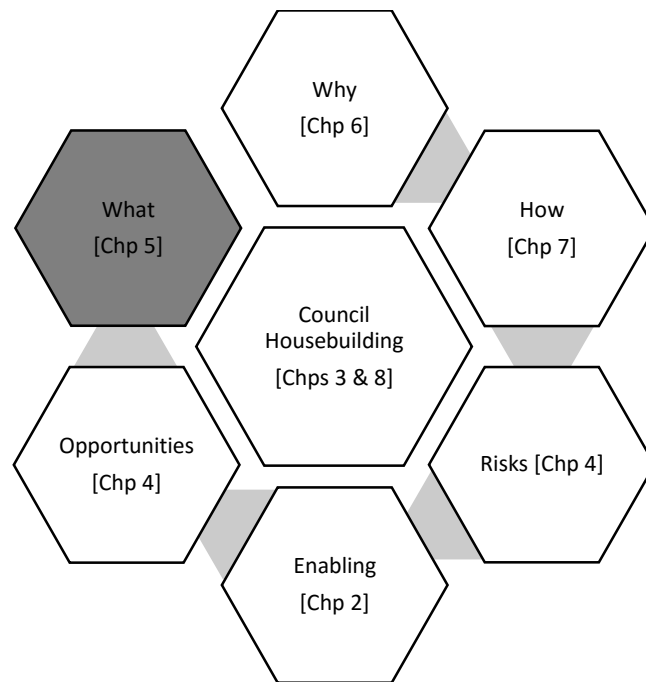 Why
[Chp 6]
What
[Chp 5]
How
[Chp 7]
Council
Housebuilding
[Chps 3 & 8]
Opportunities
[Chp 4]
Risks [Chp 4]
Enabling
[Chp 2]